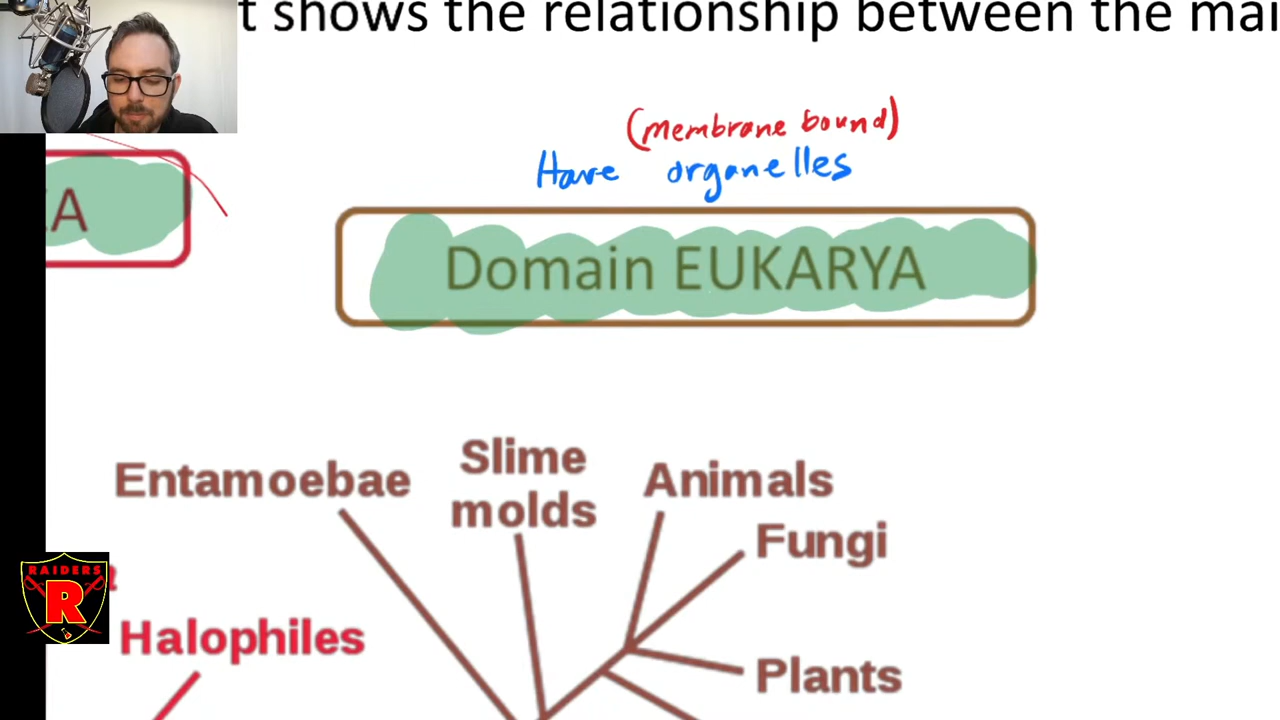 t shows the relationship between the mai
(membrane bound)
Have organelles
A
Domain EUKARYA
Entamoebae
Slime
molds
Animals
Fungi
Plants
a
Halophiles
RAIDERS
R